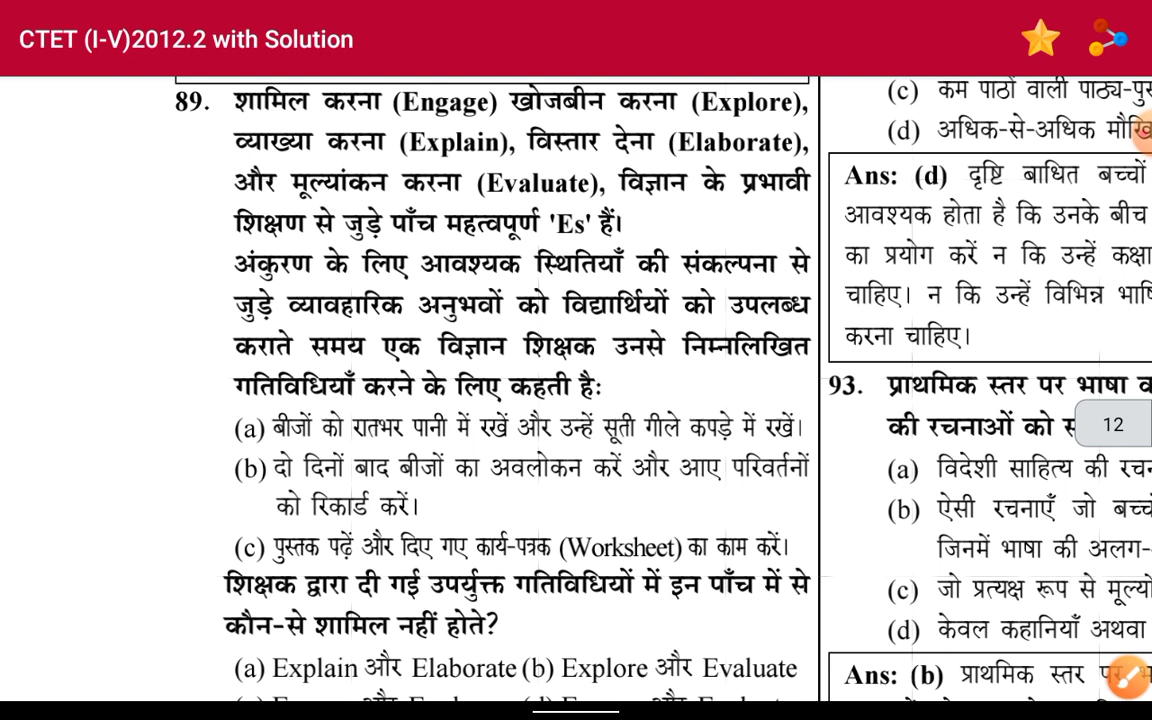 CTET (I-V)2012.2 with Solution
89. शामिल करना (Engage) खोजबीन करना (Explore),
व्याख्या करना (Explain), विस्तार देना (Elaborate),
और मूल्यांकन करना (Evaluate), विज्ञान के प्रभावी
शिक्षण से जुड़े पाँच महत्वपूर्ण 'Es' हैं।
अंकुरण के लिए आवश्यक स्थितियाँ की संकल्पना से
जुड़े व्यावहारिक अनुभवों को विद्यार्थियों को उपलब्ध
कराते समय एक विज्ञान शिक्षक उनसे निम्नलिखित
गतिविधियाँ करने के लिए कहती हैः
(a) बीजों को रातभर पानी में रखें और उन्हें सूती गीले कपड़े में रखें।
(b) दो दिनों बाद बीजों का अवलोकन करें और आए परिवर्तनों
को रिकार्ड करें।
(c) पुस्तक पढ़ें और दिए गए कार्य-पत्रक (Worksheet) का काम करें।
शिक्षक द्वारा दी गई उपर्युक्त गतिविधियों में इन पाँच में से
कौन-से शामिल नहीं होते?
(a) Explain और Elaborate (b) Explore और Evaluate
(c) कम पाठों वाली
(d) अधिक-से-अधिक
Ans: (d) दृष्टि बाधित बच्चों
आवश्यक होता है कि उनके बीच
का प्रयोग करें न कि उन्हें कक्षा
चाहिए। न कि उन्हें विभिन्न
करना चाहिए।
93. प्राथमिक स्तर पर भाषा
की रचनाओं को
12
(a) विदेशी साहित्य की
(b) ऐसी रचनाएँ जो
जिनमें भाषा की
(c) जो प्रत्यक्ष रूप से
(d) केवल कहानियाँ अथवा
Ans: (b) प्राथमिक स्तर